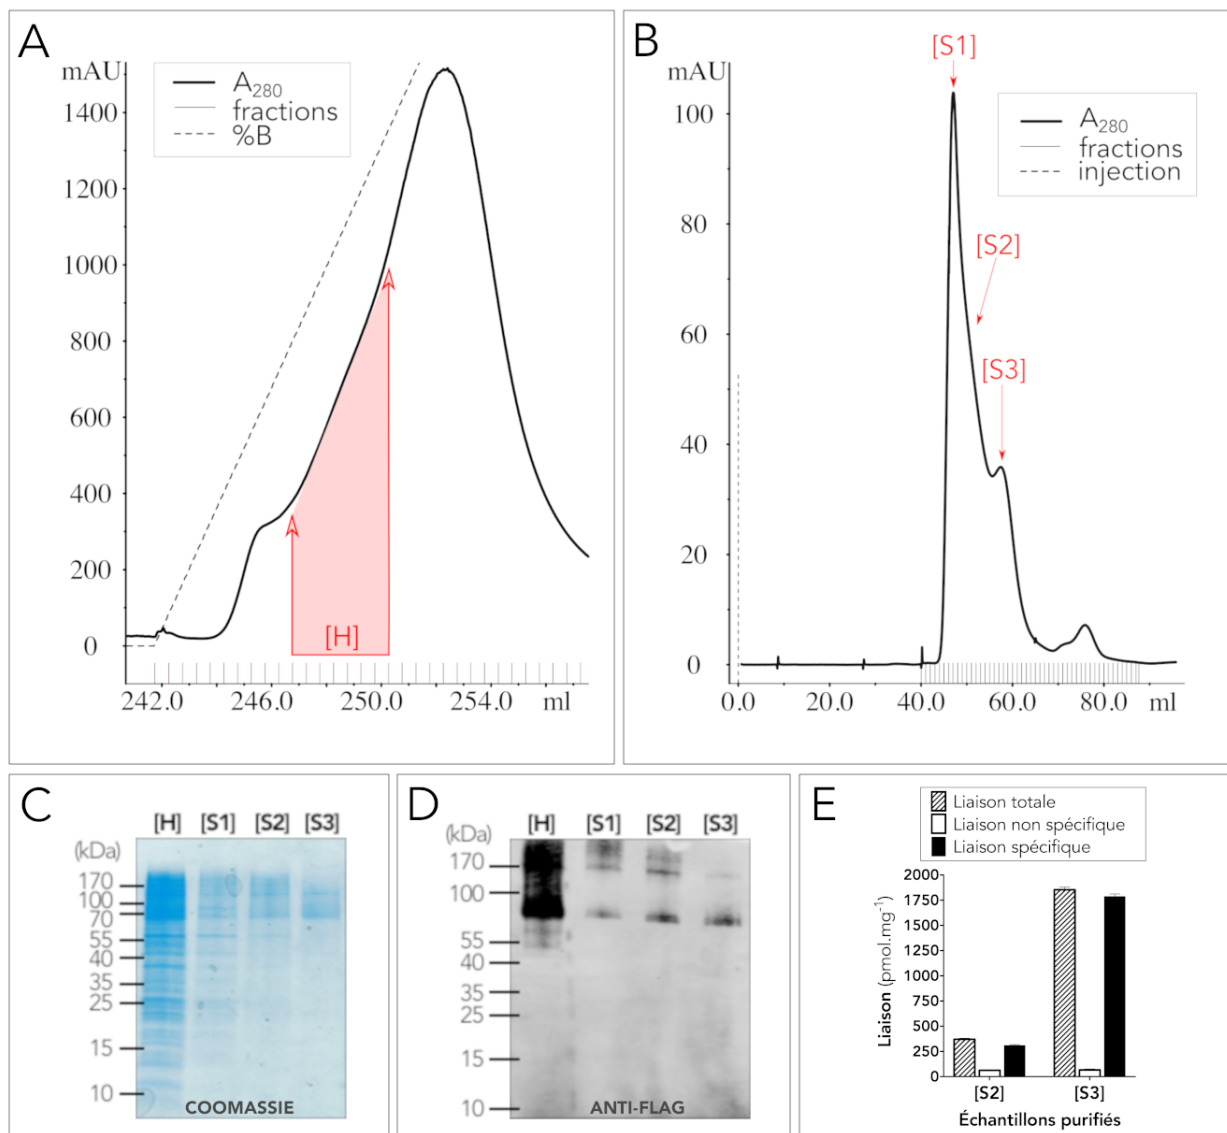 A
mAU
A280
fractions
%B
1400
1200
1000
800
600
400
200
0
[H]
242.0 246.0 250.0 254.0 ml
B
mAU
[S1]
A280
fractions
injection
100
[S2]
80
60
[S3]
40
20
0
0.0 20.0 40.0 60.0 80.0 ml
C
[H] [S1] [S2] [S3]
(kDa)
170
100
70
55
40
35
25
15
10
COOMASSIE
D
[H] [S1] [S2] [S3]
(kDa)
170
100
55
40
35
25
15
10
ANTI-FLAG
E
Liaison totale
Liaison non spécifique
Liaison spécifique
Liaison (pmol.mg-1)
2000
1750
1500
1250
1000
750
500
250
0
[S2] [S3]
Échantillons purifiés